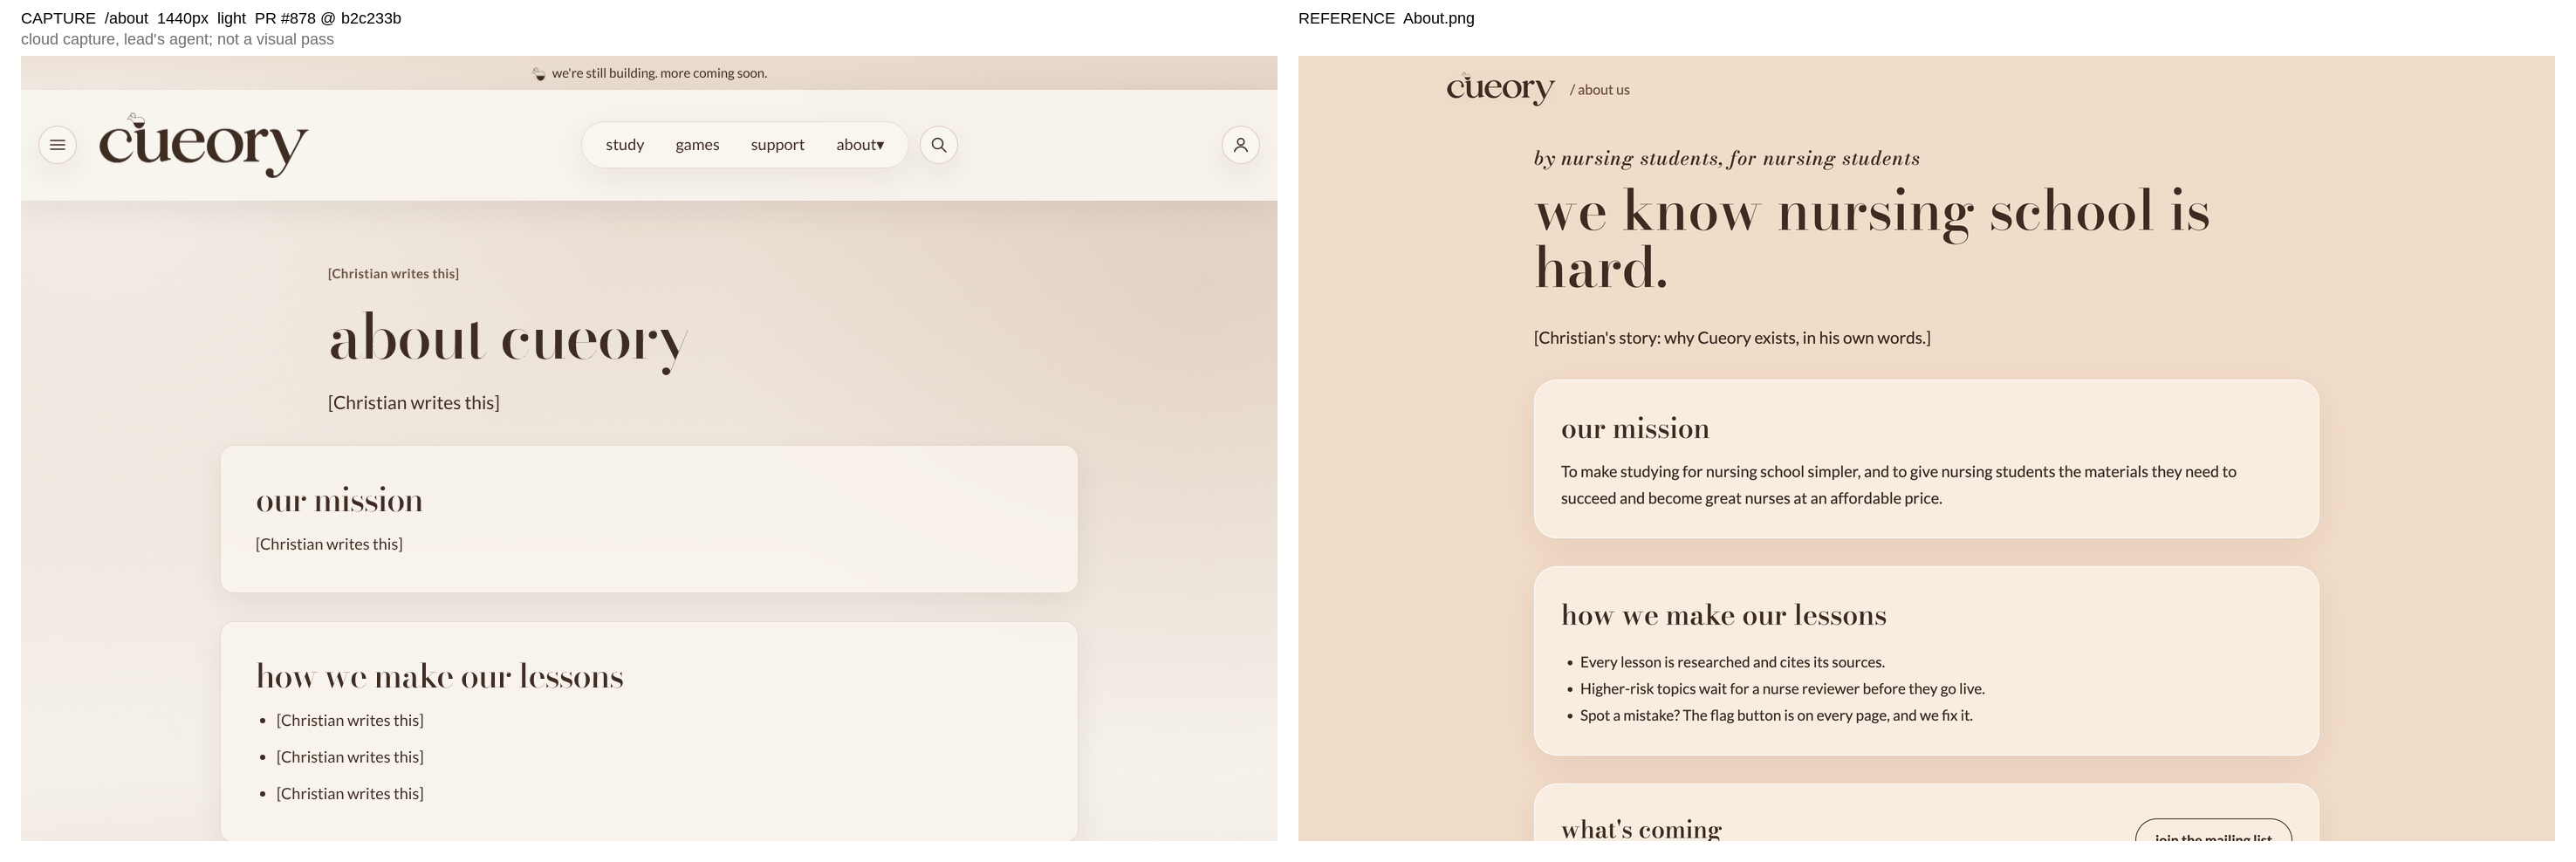 CAPTURE /about 1440px light PR #878 @ b2c233b
cloud capture, lead's agent; not a visual pass
we're still building. more coming soon.
cueory
study games support about▾
[Christian writes this]
about cueory
[Christian writes this]
our mission
[Christian writes this]
how we make our lessons
• [Christian writes this]
• [Christian writes this]
• [Christian writes this]
REFERENCE About.png
cueory / about us
by nursing students, for nursing students
we know nursing school is
hard.
[Christian's story: why Cueory exists, in his own words.]
our mission
To make studying for nursing school simpler, and to give nursing students the materials they need to
succeed and become great nurses at an affordable price.
how we make our lessons
• Every lesson is researched and cites its sources.
• Higher-risk topics wait for a nurse reviewer before they go live.
• Spot a mistake? The flag button is on every page, and we fix it.
what's coming
join the mailing list